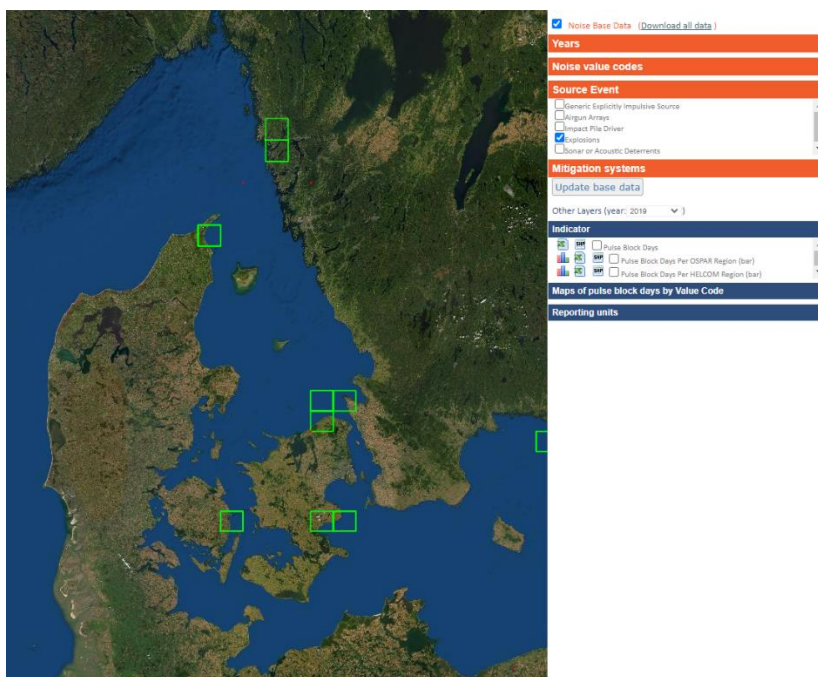 Noise Base Data (Download all data )
Years
Noise value codes
Source Event
Generic Explicitly Impulsive Source
Airgun Arrays
Impact Pile Driver
Explosions
Sonar or Acoustic Deterrents
Mitigation systems
Update base data
Other Layers (year: 2019 )
Indicator
SHP Pulse Block Days
SHP Pulse Block Days Per OSPAR Region (bar)
SHP Pulse Block Days Per HELCOM Region (bar)
Maps of pulse block days by Value Code
Reporting units